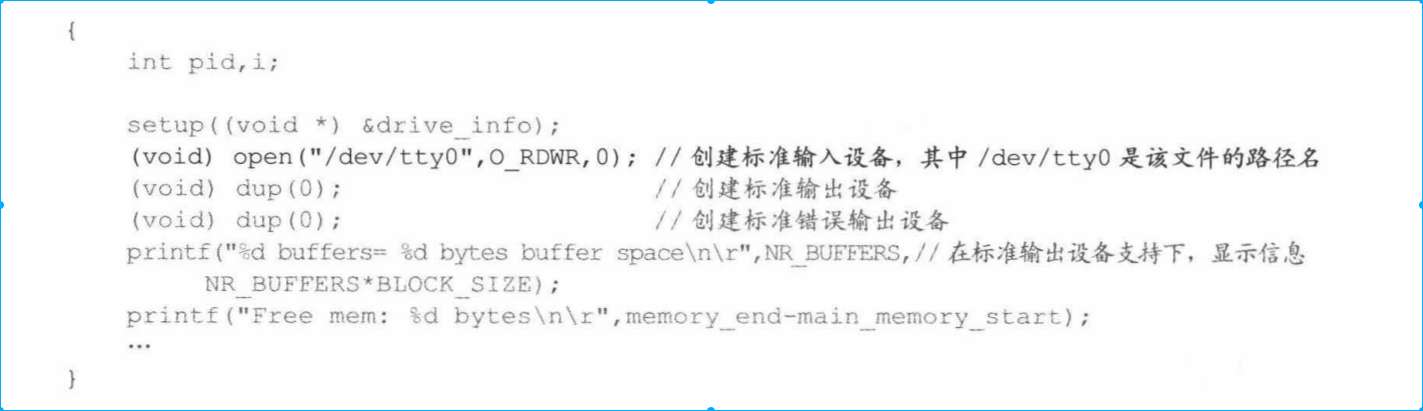 {
int pid,i;
setup((void *) &drive_info);
(void) open("/dev/tty0",O_RDWR,0); // 创建标准输入设备，其中 /dev/tty0 是该文件的路径名
(void) dup(0); // 创建标准输出设备
(void) dup(0); // 创建标准错误输出设备
printf("%d buffers= %d bytes buffer space\n\r",NR_BUFFERS,// 在标准输出设备支持下，显示信息
NR_BUFFERS*BLOCK_SIZE);
printf("Free mem: %d bytes\n\r",memory_end-main_memory_start);
…
}